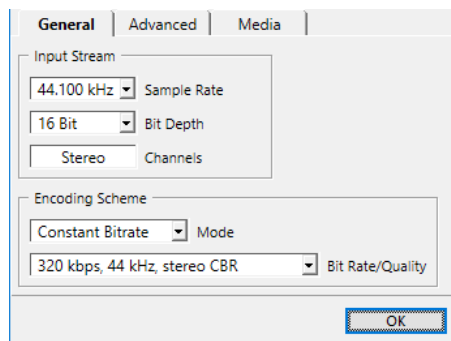 General Advanced Media
Input Stream
44.100 kHz Sample Rate
16 Bit Bit Depth
Stereo Channels
Encoding Scheme
Constant Bitrate Mode
320 kbps, 44 kHz, stereo CBR Bit Rate/Quality
OK